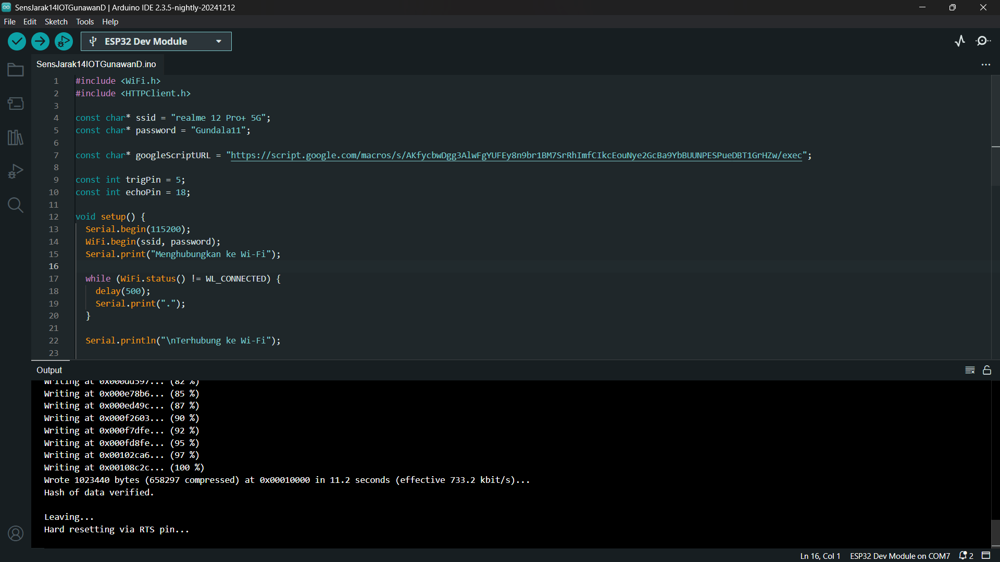 SensJarak14IOTGunawanD | Arduino IDE 2.3.5-nightly-20241212
File Edit Sketch Tools Help
ESP32 Dev Module
SensJarak14IOTGunawanD.ino
1 #include <WiFi.h>
2 #include <HTTPClient.h>
3
4 const char* ssid = "realme 12 Pro+ 5G";
5 const char* password = "Gundala11";
6
7 const char* googleScriptURL = "https://script.google.com/macros/s/AKfycbwDgg3AlwFgYUFEy8n9br1BM7SrRhImfCIkcEouNye2GcBa9YbBUUNPESPueDBT1GrHZw/exec";
8
9 const int trigPin = 5;
10 const int echoPin = 18;
11
12 void setup() {
13 Serial.begin(115200);
14 WiFi.begin(ssid, password);
15 Serial.print("Menghubungkan ke Wi-Fi");
16
17 while (WiFi.status() != WL_CONNECTED) {
18 delay(500);
19 Serial.print(".");
20 }
21
22 Serial.println("\nTerhubung ke Wi-Fi");
23
Output
Writing at 0x000dd597... (82 %)
Writing at 0x000e78b6... (85 %)
Writing at 0x000ed49c... (87 %)
Writing at 0x000f2603... (90 %)
Writing at 0x000f7dfe... (92 %)
Writing at 0x000fd8fe... (95 %)
Writing at 0x00102ca6... (97 %)
Writing at 0x00108c2c... (100 %)
Wrote 1023440 bytes (658297 compressed) at 0x00010000 in 11.2 seconds (effective 733.2 kbit/s)...
Hash of data verified.
Leaving...
Hard resetting via RTS pin...
Ln 16, Col 1 ESP32 Dev Module on COM7 2